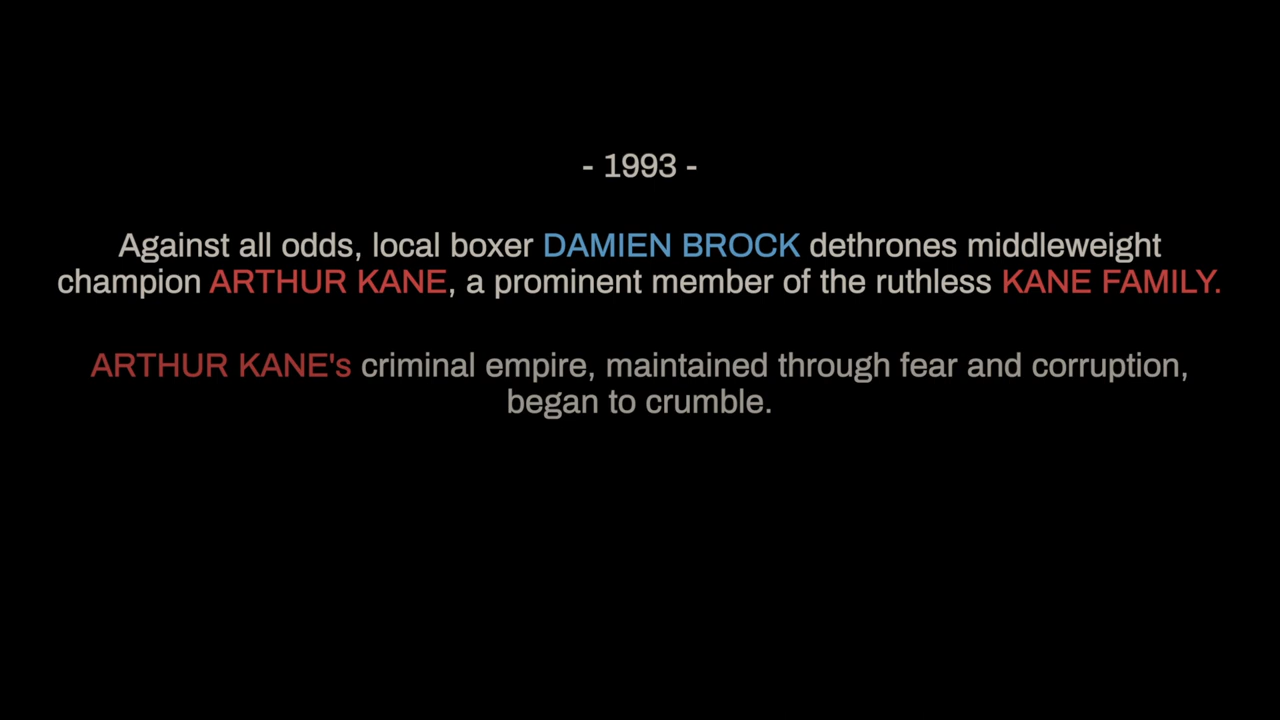 - 1993 -
Against all odds, local boxer DAMIEN BROCK dethrones middleweight
champion ARTHUR KANE, a prominent member of the ruthless KANE FAMILY.
ARTHUR KANE's criminal empire, maintained through fear and corruption,
began to crumble.